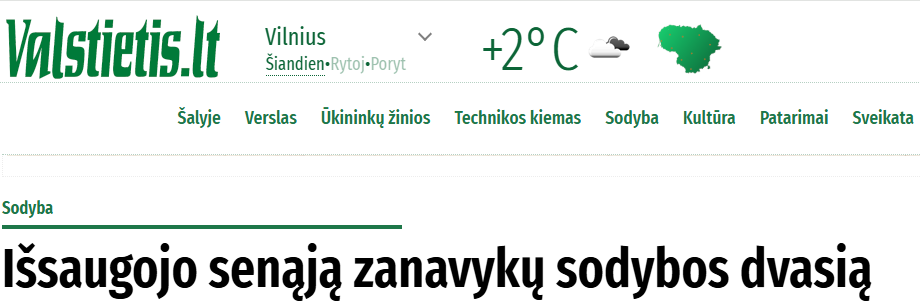 Valstietis.lt
Vilnius
+2° C
Šiandien•Rytoj•Poryt
Šalyje Verslas Ūkininkų žinios Technikos kiemas Sodyba Kultūra Patarimai Sveikata
Sodyba
Išsaugojo senąją zanavykų sodybos dvasią